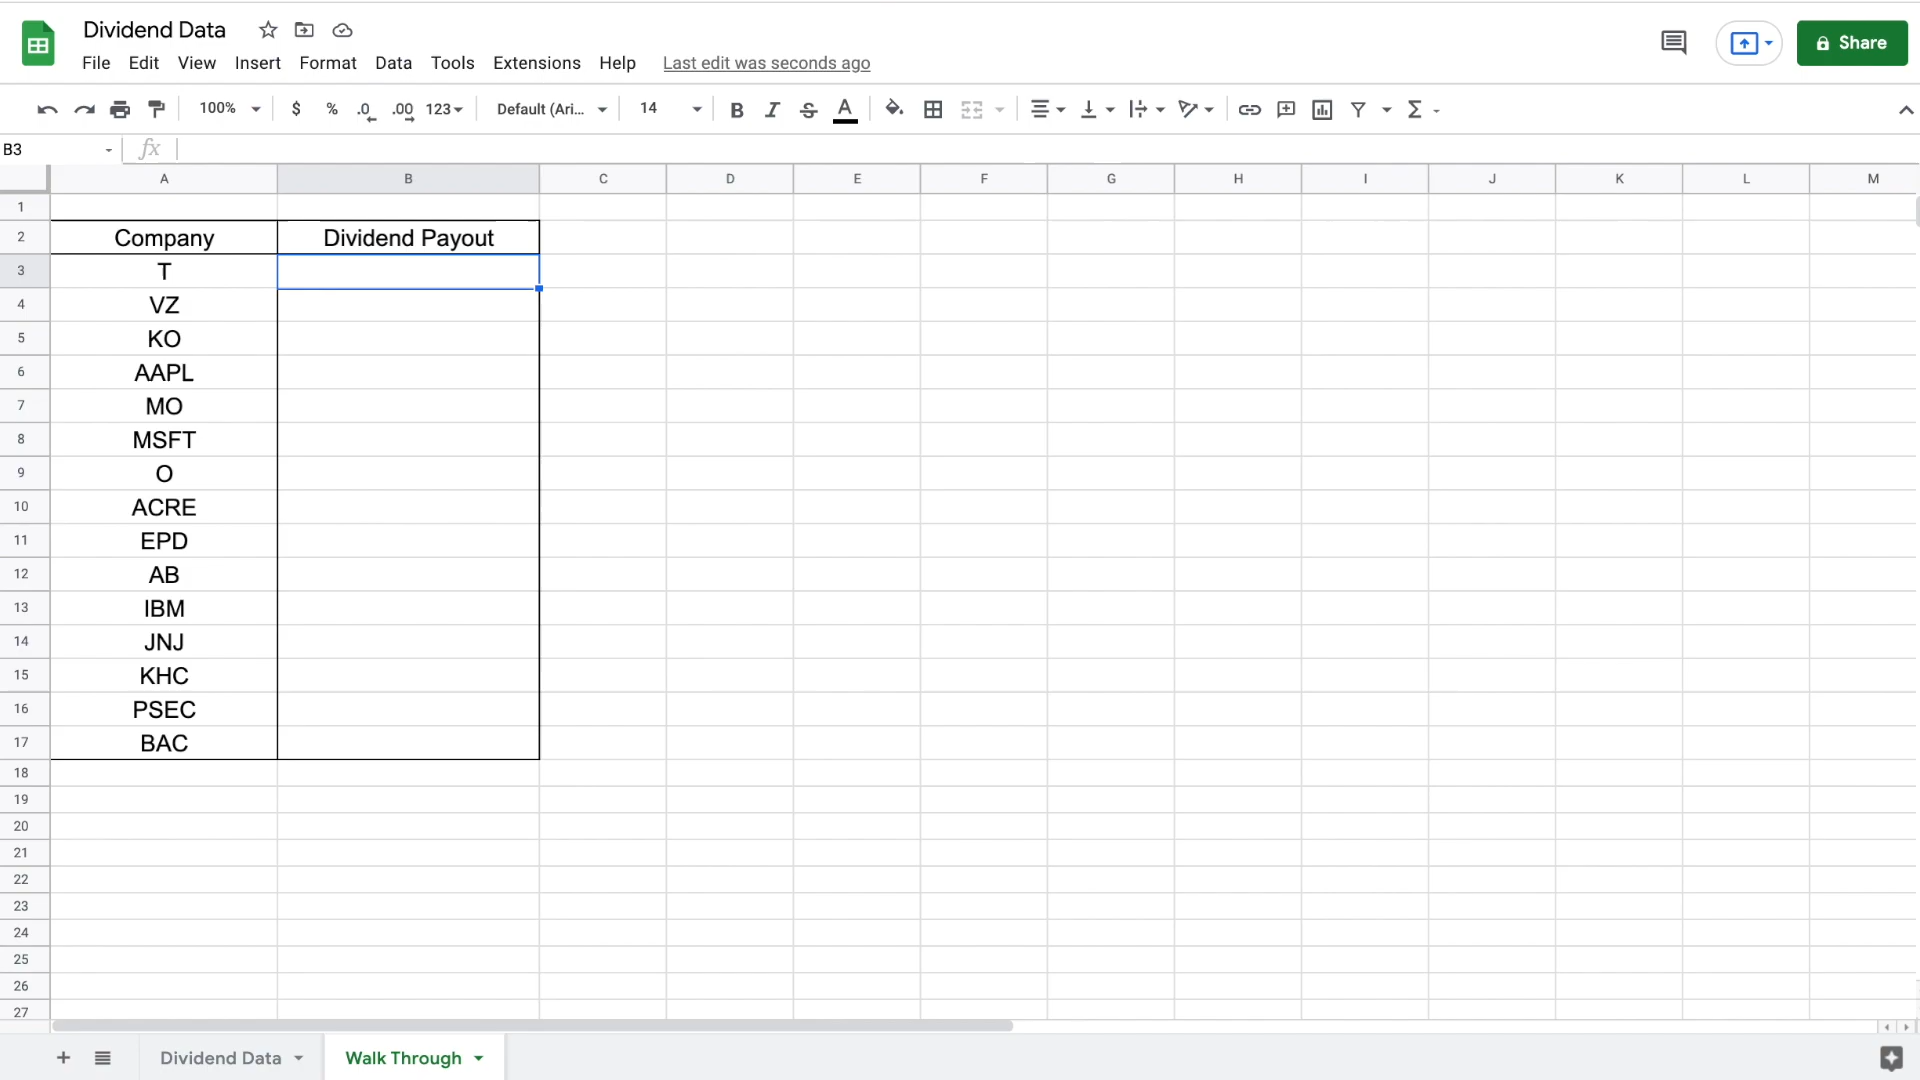 Dividend Data
File Edit View Insert Format Data Tools Extensions Help Last edit was seconds ago
Share
100% $ % .0 .00 123 Default (Ari... 14 B I S A Σ
B3 fx
A B C D E F G H I J K L M
1
2 Company Dividend Payout
3 T
4 VZ
5 KO
6 AAPL
7 MO
8 MSFT
9 O
10 ACRE
11 EPD
12 AB
13 IBM
14 JNJ
15 KHC
16 PSEC
17 BAC
18
19
20
21
22
23
24
25
26
27
Dividend Data Walk Through